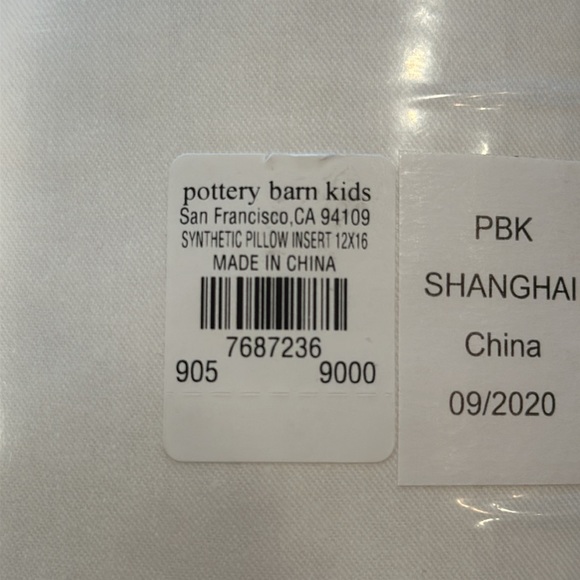 pottery barn kids
San Francisco,CA 94109
SYNTHETIC PILLOW INSERT 12X16
MADE IN CHINA
7687236
905 9000
PBK
SHANGHAI
China
09/2020